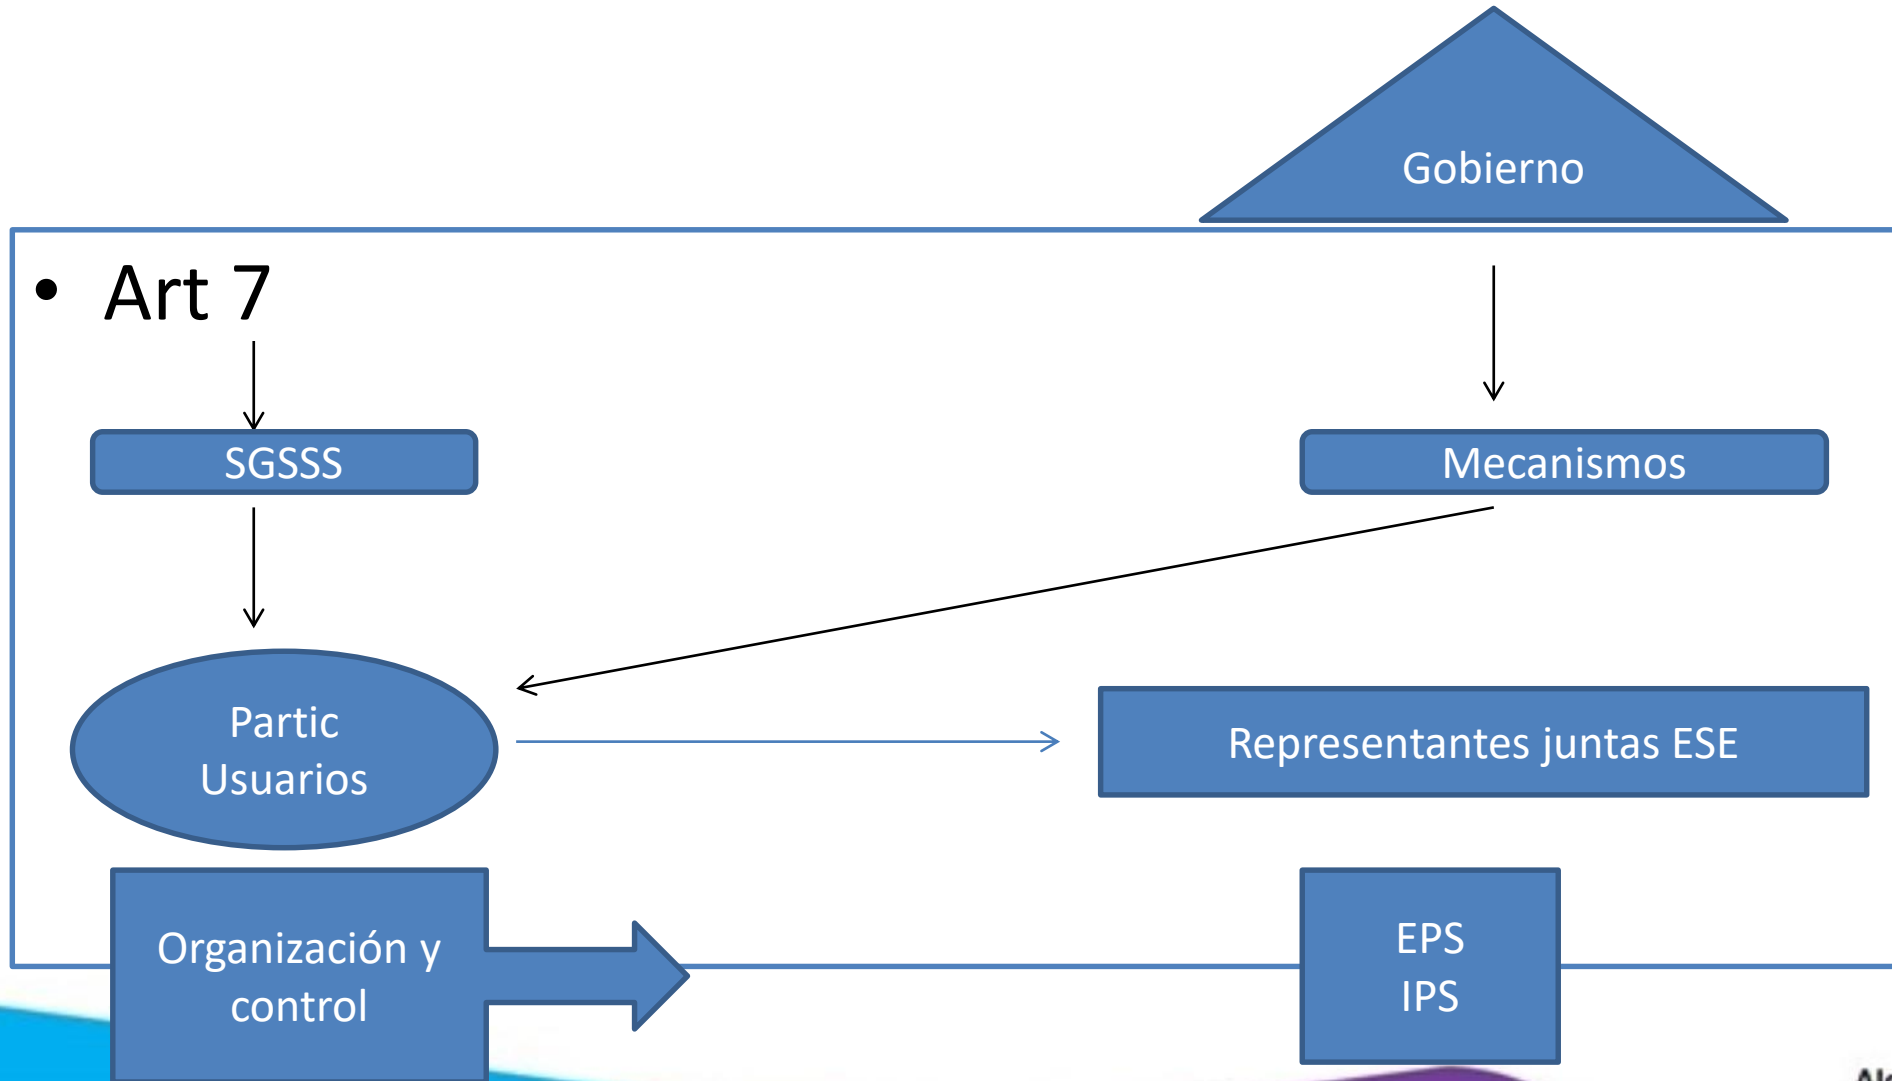 Gobierno
• Art 7
SGSSS
Mecanismos
Partic
Usuarios
Representantes juntas ESE
Organización y
control
EPS
IPS